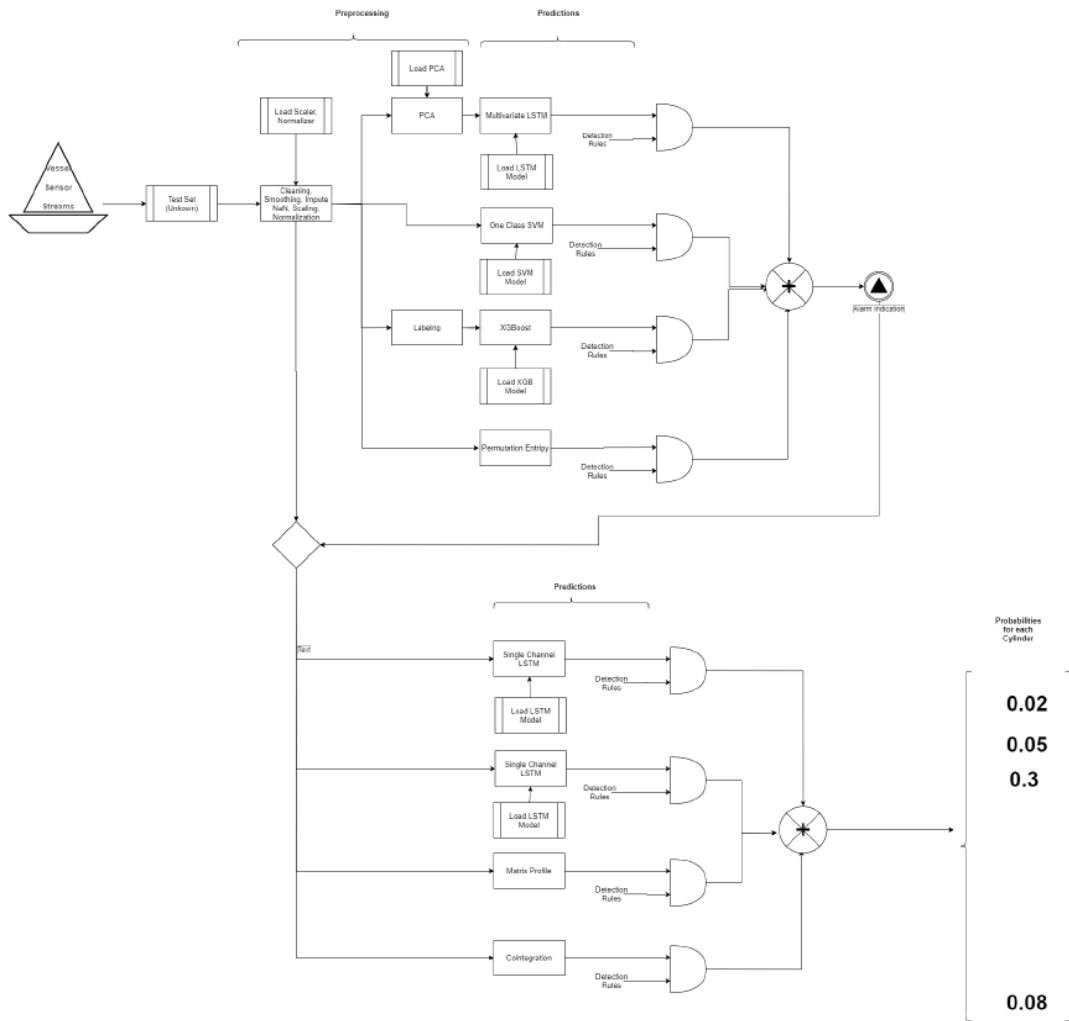 Preprocessing
Predictions
Load PCA
Load Scaler,
Normalizer
PCA
Multivariate LSTM
Detection
Rules
Load LSTM
Model
Vessel
Sensor
Streams
Test Set
(Unkown)
Cleaning,
Smoothing, Impute
NaN, Scaling,
Normalization
One Class SVM
Detection
Rules
Load SVM
Model
Alarm Indication
Labeling
XGBoost
Detection
Rules
Load XGB
Model
Permutation Entripy
Detection
Rules
Predictions
Probabilities
for each
Cylinder
Text
Single Channel
LSTM
Detection
Rules
Load LSTM
Model
0.02
0.05
0.3
Single Channel
LSTM
Detection
Rules
Load LSTM
Model
Matrix Profile
Detection
Rules
Cointegration
Detection
Rules
0.08